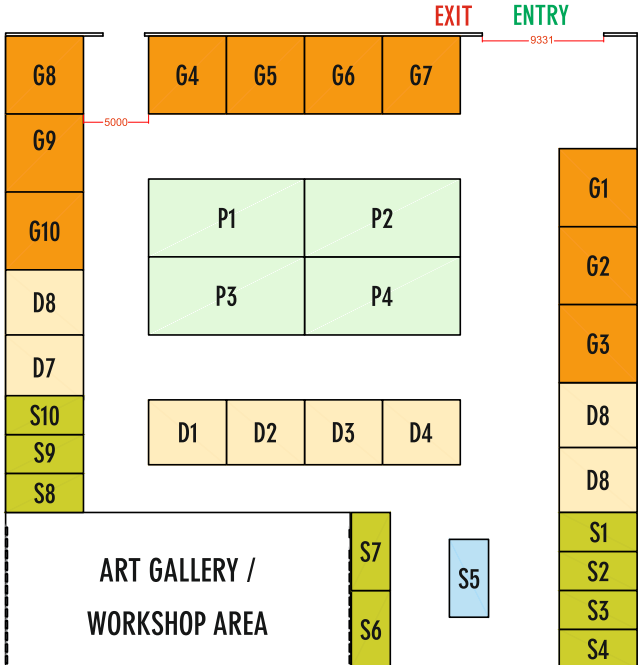 EXIT ENTRY
9331
G8 G4 G5 G6 G7
5000
G9
G1
G10 P1 P2
G2
D8 P3 P4
G3
D7
S10 D1 D2 D3 D4 D8
S9
S8 D8
S1
ART GALLERY / S7 S5 S2
WORKSHOP AREA S6 S3
S4